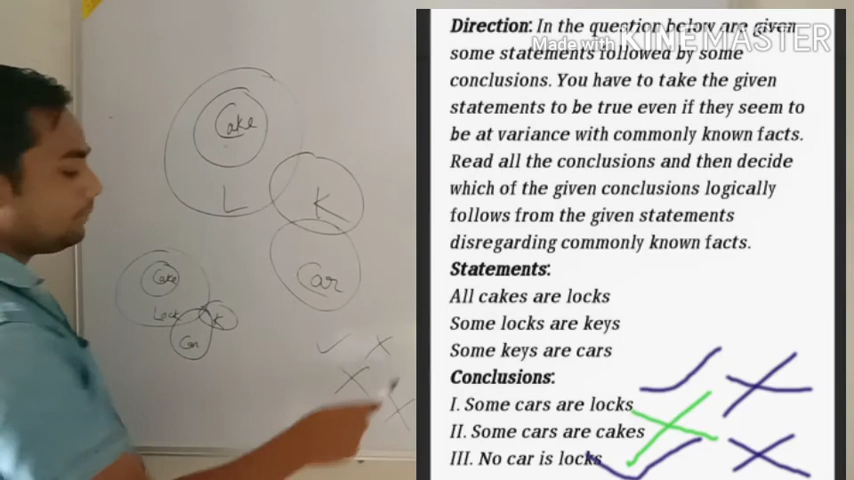 Direction: In the question below are given
some statements followed by some
Made with KINEMASTER
conclusions. You have to take the given
statements to be true even if they seem to
be at variance with commonly known facts.
Read all the conclusions and then decide
which of the given conclusions logically
follows from the given statements
disregarding commonly known facts.
Statements:
All cakes are locks
Some locks are keys
Some keys are cars
Conclusions:
I. Some cars are locks
II. Some cars are cakes
III. No car is locks
Cake
L
K
Car
Cake
Lock
K
Car